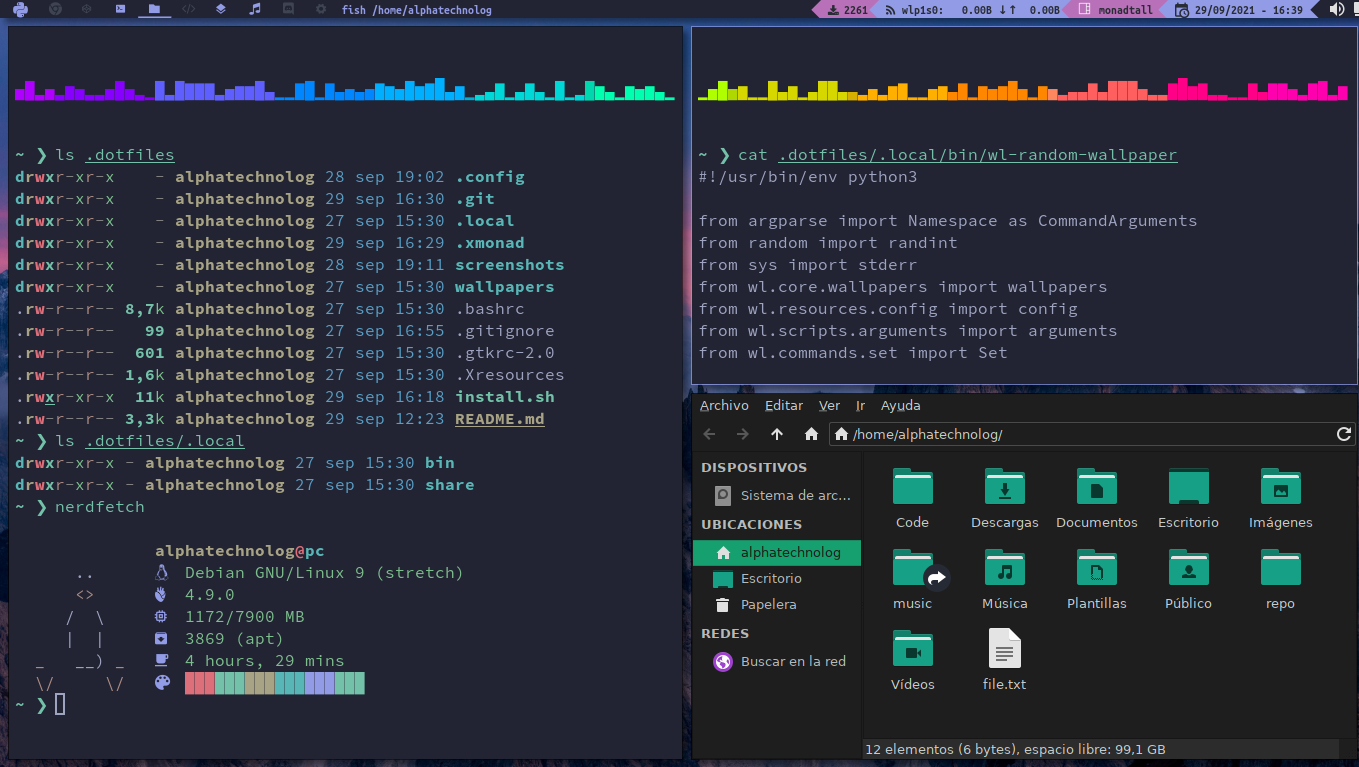 fish /home/alphatechnolog
2261
wlp1s0: 0.00B ↓↑ 0.00B
monadtall
29/09/2021 - 16:39
~ ❯ ls .dotfiles
drwxr-xr-x - alphatechnolog 28 sep 19:02 .config
drwxr-xr-x - alphatechnolog 29 sep 16:30 .git
drwxr-xr-x - alphatechnolog 27 sep 15:30 .local
drwxr-xr-x - alphatechnolog 29 sep 16:29 .xmonad
drwxr-xr-x - alphatechnolog 28 sep 19:11 screenshots
drwxr-xr-x - alphatechnolog 27 sep 15:30 wallpapers
.rw-r--r-- 8,7k alphatechnolog 27 sep 15:30 .bashrc
.rw-r--r-- 99 alphatechnolog 27 sep 16:55 .gitignore
.rw-r--r-- 601 alphatechnolog 27 sep 15:30 .gtkrc-2.0
.rw-r--r-- 1,6k alphatechnolog 27 sep 15:30 .Xresources
.rwxr-xr-x 11k alphatechnolog 29 sep 16:18 install.sh
.rw-r--r-- 3,3k alphatechnolog 29 sep 12:23 README.md
~ ❯ ls .dotfiles/.local
drwxr-xr-x - alphatechnolog 27 sep 15:30 bin
drwxr-xr-x - alphatechnolog 27 sep 15:30 share
~ ❯ nerdfetch
alphatechnolog@pc
Debian GNU/Linux 9 (stretch)
4.9.0
1172/7900 MB
3869 (apt)
4 hours, 29 mins
~ ❯
~ ❯ cat .dotfiles/.local/bin/wl-random-wallpaper
#!/usr/bin/env python3
from argparse import Namespace as CommandArguments
from random import randint
from sys import stderr
from wl.core.wallpapers import wallpapers
from wl.resources.config import config
from wl.scripts.arguments import arguments
from wl.commands.set import Set
Archivo Editar Ver Ir Ayuda
/home/alphatechnolog/
DISPOSITIVOS
Sistema de arc...
UBICACIONES
alphatechnolog
Escritorio
Papelera
REDES
Buscar en la red
Code Descargas Documentos Escritorio Imágenes
music Música Plantillas Público repo
Vídeos file.txt
12 elementos (6 bytes), espacio libre: 99,1 GB